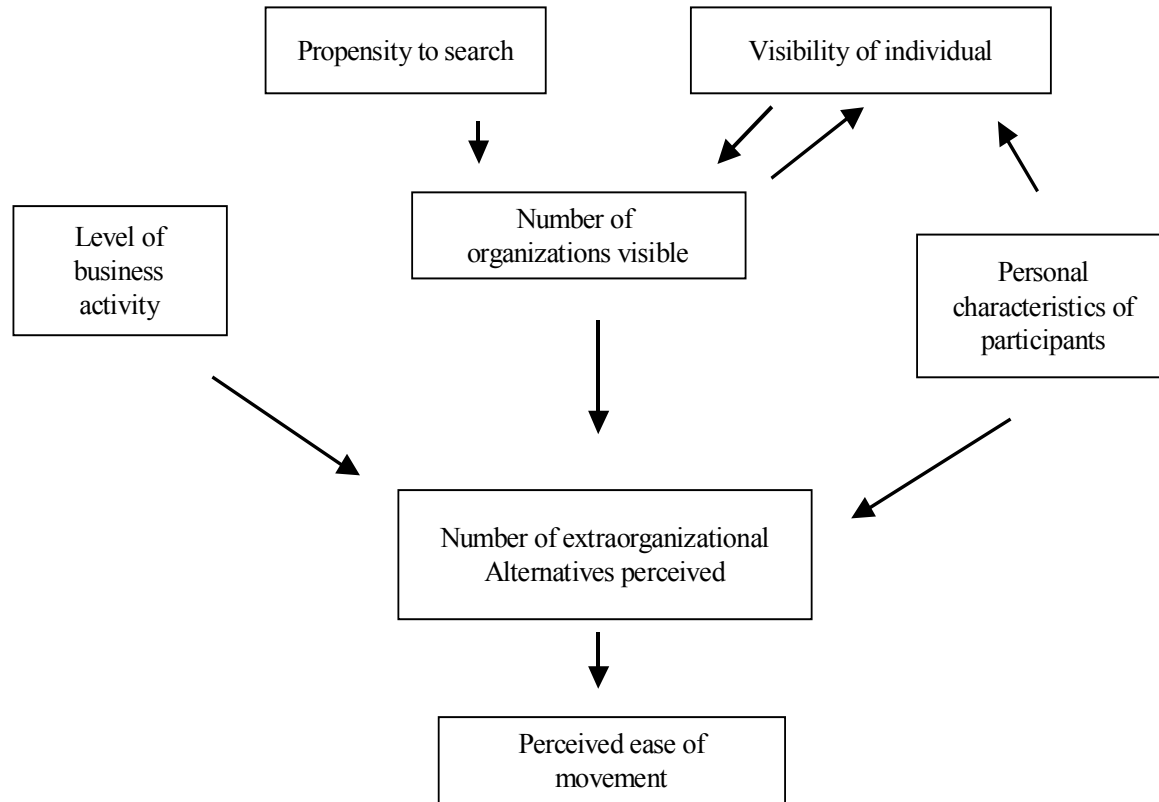 Propensity to search
Visibility of individual
Number of
organizations visible
Level of
business
activity
Personal
characteristics of
participants
Number of extraorganizational
Alternatives perceived
Perceived ease of
movement